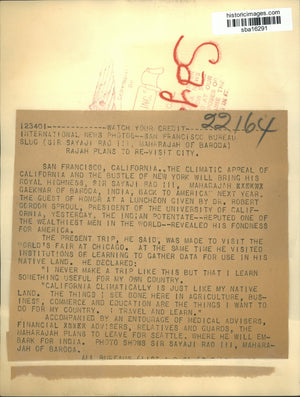 historicimages.com
sba16291
22164
123401-------------WATCH YOUR CREDIT----------
INTERNATIONAL NEWS PHOTOS--SAN FRANCISCO BUREAU
SLUG (SIR SAYAJI RAO III, MAHARAJAH OF BARODA)
RAJAH PLANS TO RE-VISIT CITY.
SAN FRANCISCO, CALIFORNIA..THE CLIMATIC APPEAL OF
CALIFORNIA AND THE BUSTLE OF NEW YORK WILL BRING HIS
ROYAL HIGHNESS, SIR SAYAJI RAO III, MAHARAJAH
GAEKWAR OF BARODA, INDIA, BACK TO AMERICA NEXT YEAR.
THE GUEST OF HONOR AT A LUNCHEON GIVEN BY DR. ROBERT
GORDON SPROUL, PRESIDENT OF THE UNIVERSITY OF CALIF-
ORNIA, YESTERDAY, THE INDIAN POTENTATE--REPUTED ONE OF
THE WEALTHIEST MEN IN THE WORLD--REVEALED HIS FONDNESS
FOR AMERICA.
THE PRESENT TRIP, HE SAID, WAS MADE TO VISIT THE
WORLD'S FAIR AT CHICAGO. AT THE SAME TIME HE VISITED
INSTITUTIONS OF LEARNING TO GATHER DATA FOR USE IN HIS
NATIVE LAND. HE DECLARED:
"I NEVER MAKE A TRIP LIKE THIS BUT THAT I LEARN
SOMETHING USEFUL FOR MY OWN COUNTRY.
"CALIFORNIA CLIMATICALLY IS JUST LIKE MY NATIVE
LAND. THE THINGS I SEE DONE HERE IN AGRICULTURE, BUS-
INESS, COMMERCE AND EDUCATION ARE THE THINGS I WANT TO
DO FOR MY COUNTRY. I TRAVEL AND LEARN."
ACCOMPANIED BY AN ENTOURAGE OF MEDICAL ADVISERS,
FINANCIAL ADVISERS, RELATIVES AND GUARDS, THE
MAHARAJAH PLANS TO LEAVE FOR SEATTLE, WHERE HE WILL EM-
BARK FOR INDIA. PHOTO SHOWS SIR SAYAJI RAO III, MAHARA-
JAH OF BARODA.
ALL BUREAUS